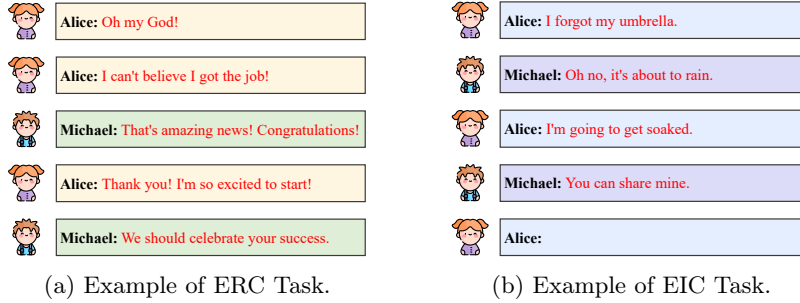 Alice: Oh my God!
Alice: I can't believe I got the job!
Michael: That's amazing news! Congratulations!
Alice: Thank you! I'm so excited to start!
Michael: We should celebrate your success.
(a) Example of ERC Task.
Alice: I forgot my umbrella.
Michael: Oh no, it's about to rain.
Alice: I'm going to get soaked.
Michael: You can share mine.
Alice:
(b) Example of EIC Task.